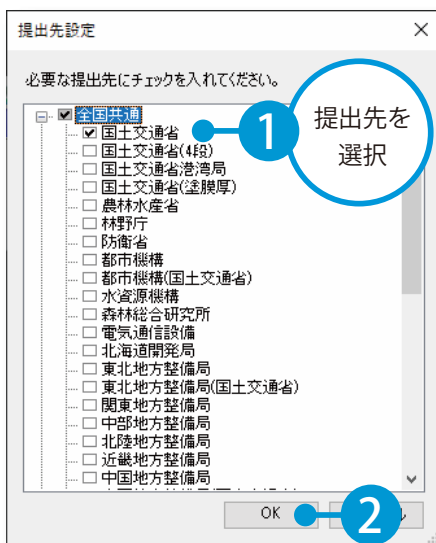 提出先設定
必要な提出先にチェックを入れてください。
全国共通
国土交通省
国土交通省(4段)
国土交通省港湾局
国土交通省(塗膜厚)
農林水産省
林野庁
防衛省
都市機構
都市機構(国土交通省)
水資源機構
森林総合研究所
電気通信設備
北海道開発局
東北地方整備局
東北地方整備局(国土交通省)
関東地方整備局
中部地方整備局
北陸地方整備局
近畿地方整備局
中国地方整備局
1
提出先を
選択
OK
2